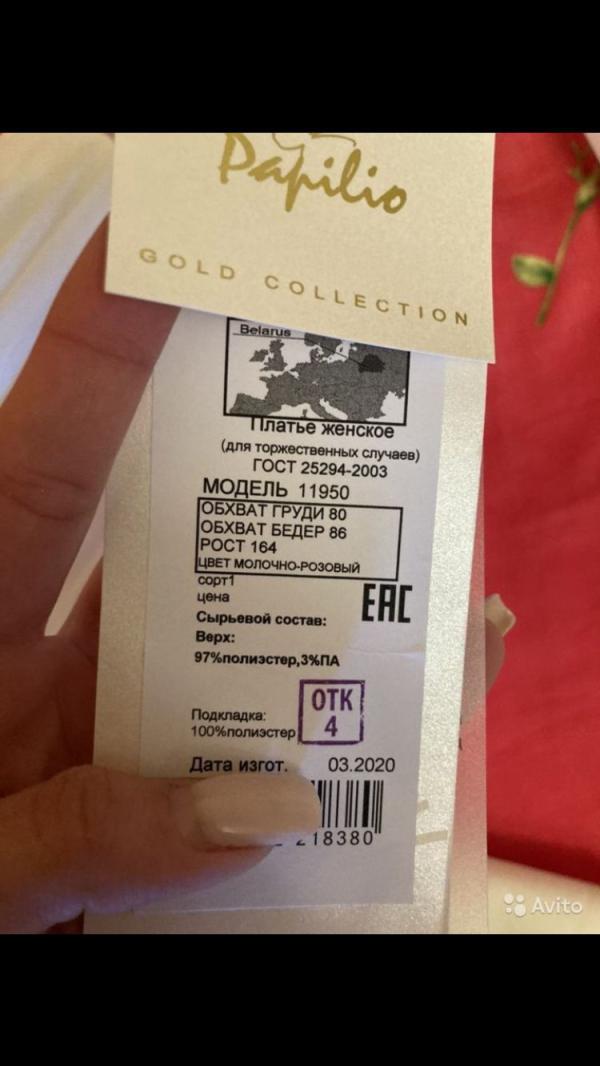 Papilio
GOLD COLLECTION
Belarus
Платье женское
(для торжественных случаев)
ГОСТ 25294-2003
МОДЕЛЬ 11950
ОБХВАТ ГРУДИ 80
ОБХВАТ БЕДЕР 86
РОСТ 164
ЦВЕТ МОЛОЧНО-РОЗОВЫЙ
сорт1
цена
EAC
Сырьевой состав:
Верх:
97%полиэстер,3%ПА
ОТК
4
Подкладка:
100%полиэстер
Дата изгот. 03.2020
218380
Avito